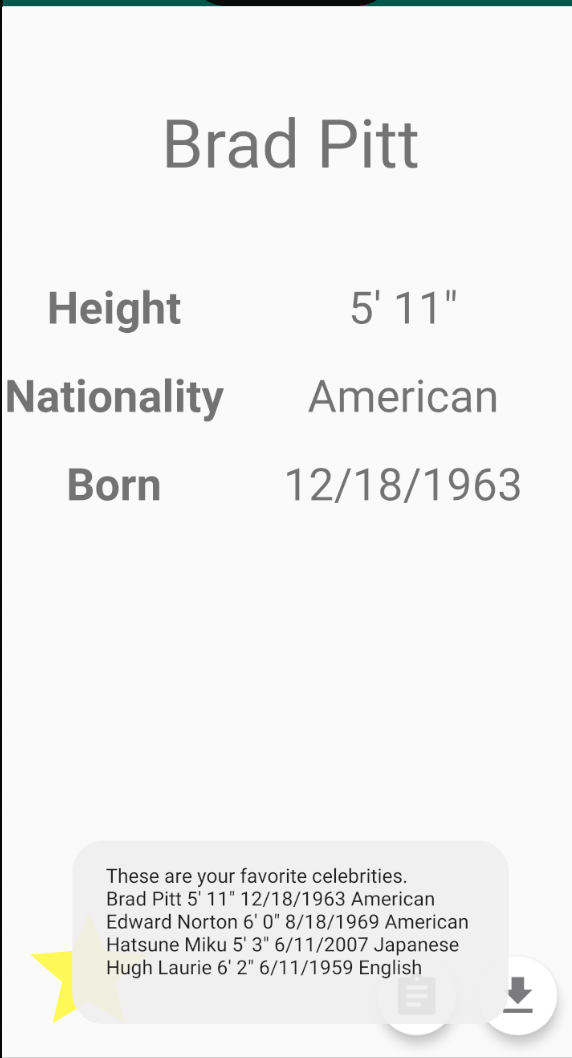 Brad Pitt
Height 5' 11"
Nationality American
Born 12/18/1963
These are your favorite celebrities.
Brad Pitt 5' 11" 12/18/1963 American
Edward Norton 6' 0" 8/18/1969 American
Hatsune Miku 5' 3" 6/11/2007 Japanese
Hugh Laurie 6' 2" 6/11/1959 English